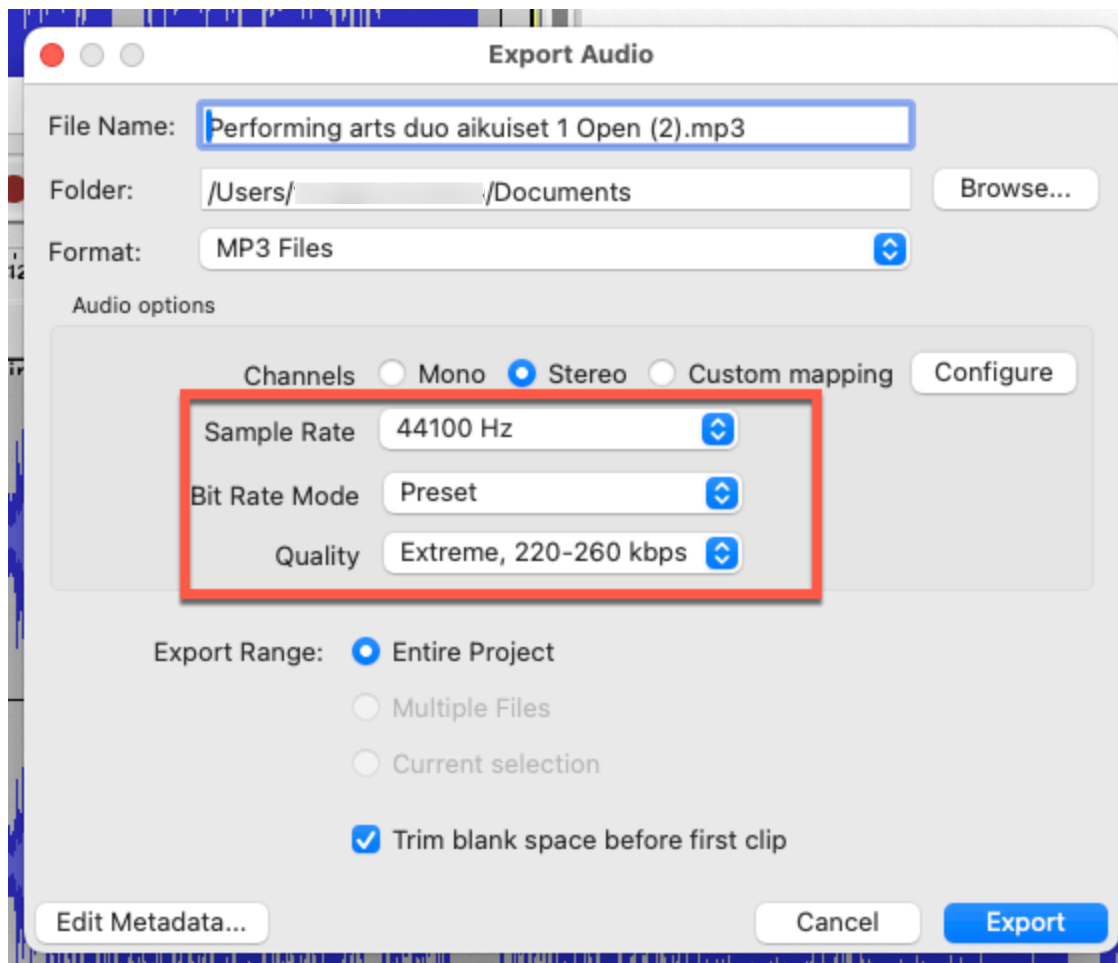 Export Audio
File Name: Performing arts duo aikuiset 1 Open (2).mp3
Folder: /Users/ /Documents Browse...
Format: MP3 Files
Audio options
Channels Mono Stereo Custom mapping Configure
Sample Rate 44100 Hz
Bit Rate Mode Preset
Quality Extreme, 220-260 kbps
Export Range: Entire Project
Multiple Files
Current selection
Trim blank space before first clip
Edit Metadata... Cancel Export